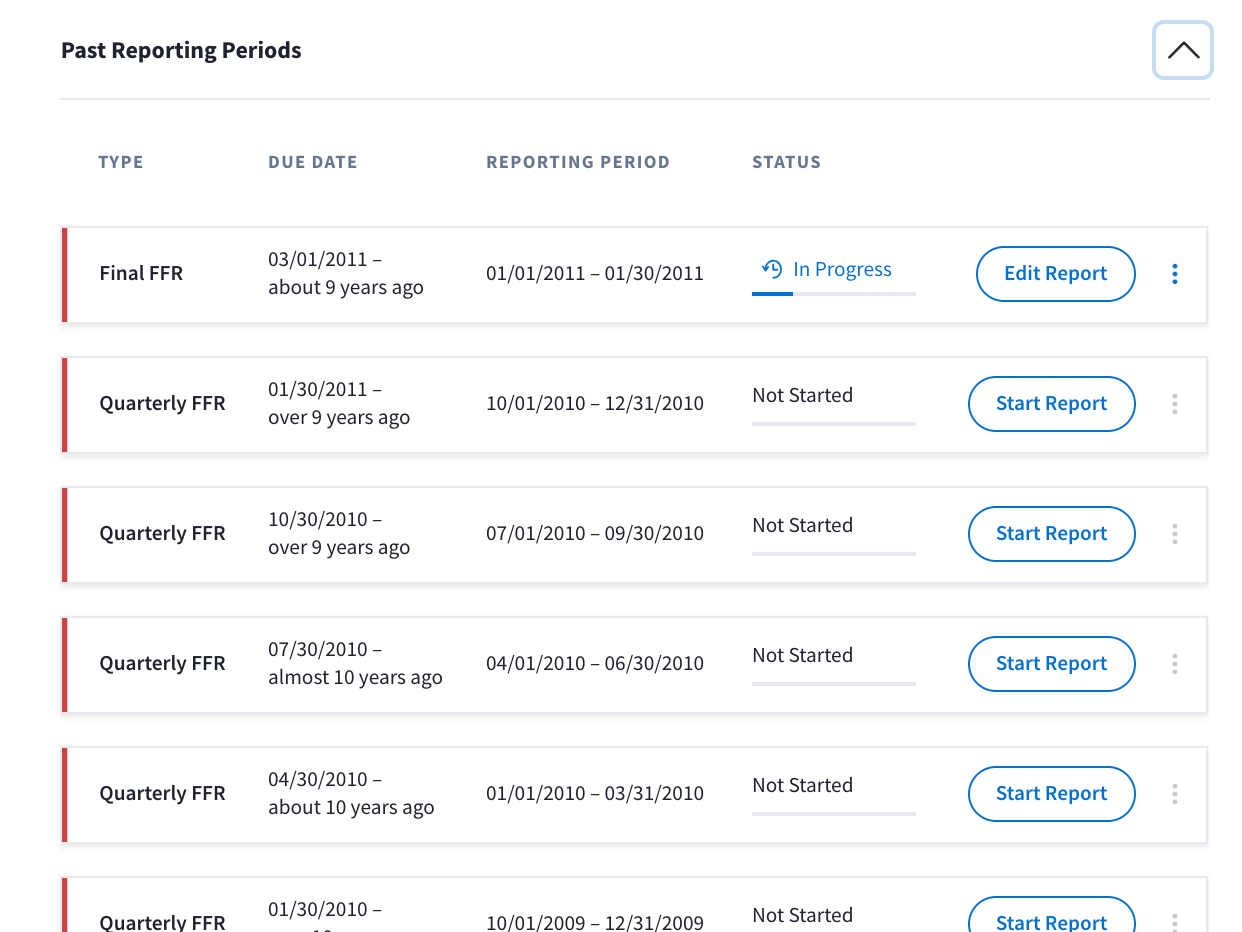 Past Reporting Periods
TYPE DUE DATE REPORTING PERIOD STATUS
Final FFR 03/01/2011 – about 9 years ago 01/01/2011 – 01/30/2011 In Progress Edit Report
Quarterly FFR 01/30/2011 – over 9 years ago 10/01/2010 – 12/31/2010 Not Started Start Report
Quarterly FFR 10/30/2010 – over 9 years ago 07/01/2010 – 09/30/2010 Not Started Start Report
Quarterly FFR 07/30/2010 – almost 10 years ago 04/01/2010 – 06/30/2010 Not Started Start Report
Quarterly FFR 04/30/2010 – about 10 years ago 01/01/2010 – 03/31/2010 Not Started Start Report
Quarterly FFR 01/30/2010 – 10/01/2009 – 12/31/2009 Not Started Start Report